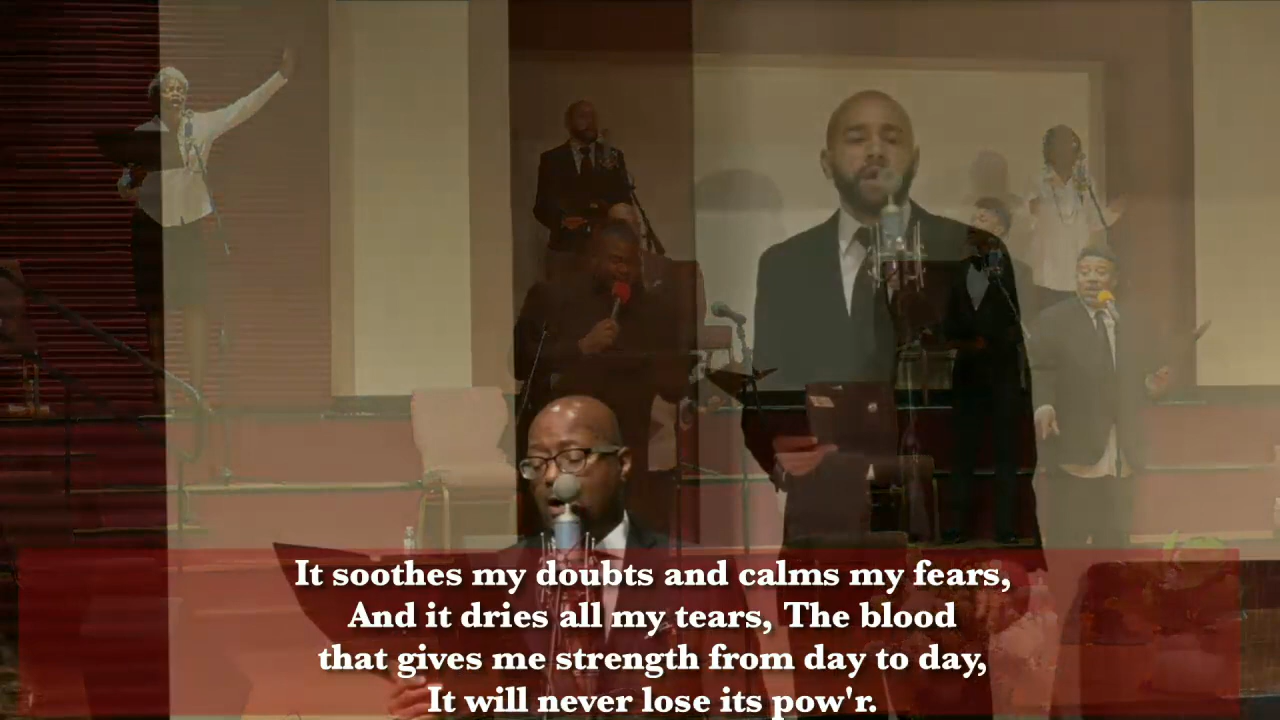 It soothes my doubts and calms my fears,
And it dries all my tears, The blood
that gives me strength from day to day,
It will never lose its pow'r.